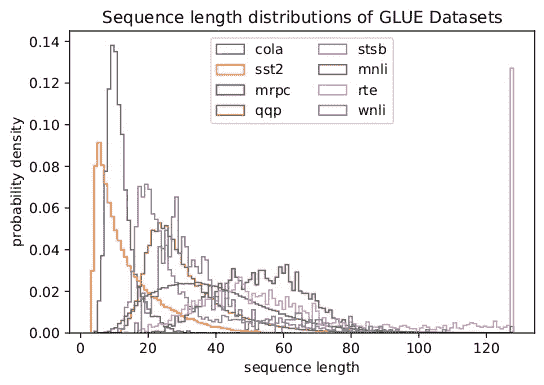 Sequence length distributions of GLUE Datasets
cola
sst2
mrpc
qqp
stsb
mnli
rte
wnli
probability density
0.14
0.12
0.10
0.08
0.06
0.04
0.02
0.00
0 20 40 60 80 100 120
sequence length